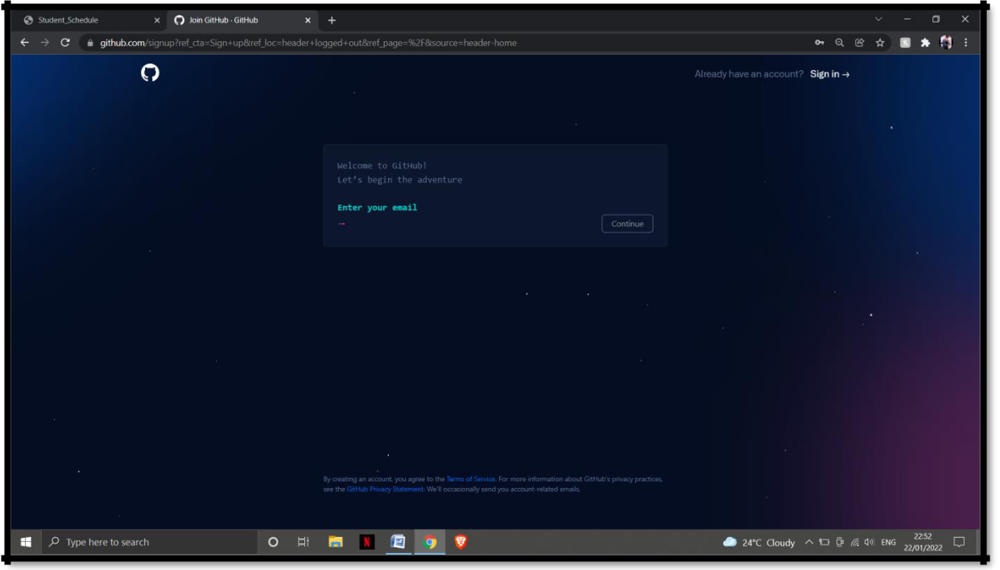 Student_Schedule
Join GitHub · GitHub
github.com/signup?ref_cta=Sign+up&ref_loc=header+logged+out&ref_page=%2F&source=header-home
Already have an account? Sign in →
Welcome to GitHub!
Let's begin the adventure
Enter your email
→
Continue
By creating an account, you agree to the Terms of Service. For more information about GitHub's privacy practices,
see the GitHub Privacy Statement. We'll occasionally send you account-related emails.
Type here to search
N
24°C Cloudy
ENG
22:52
22/01/2022